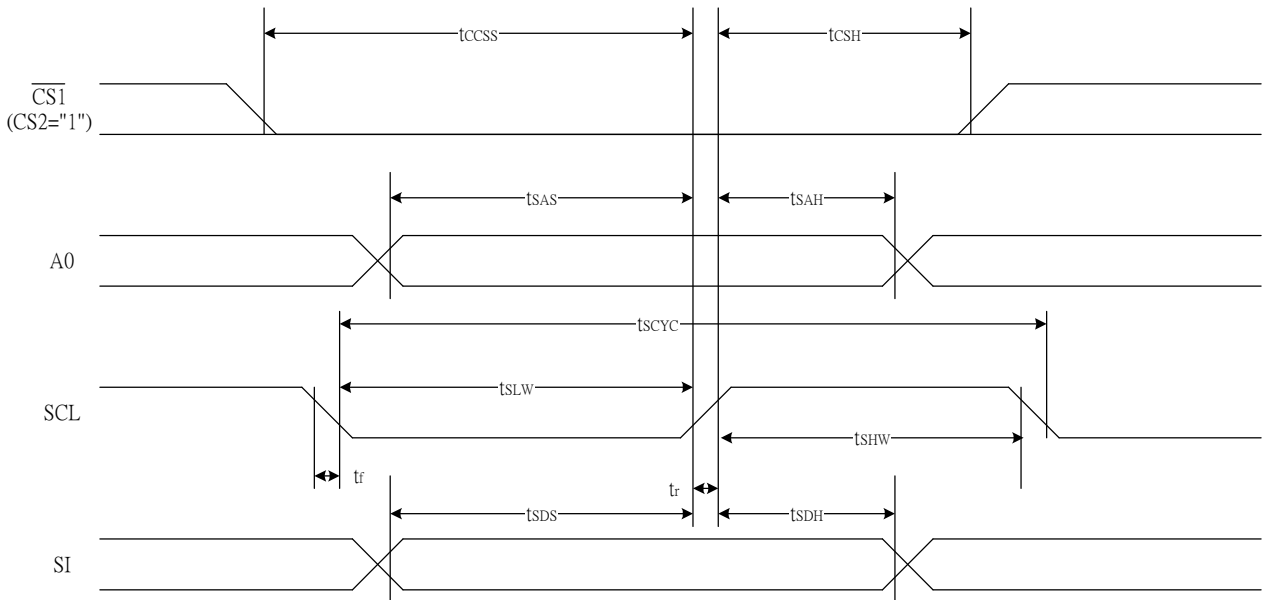 tCCSS
tCSH
CS1
(CS2="1")
tSAS
tSAH
A0
tSCYC
tSLW
SCL
tSHW
tf
tr
tSDS
tSDH
SI